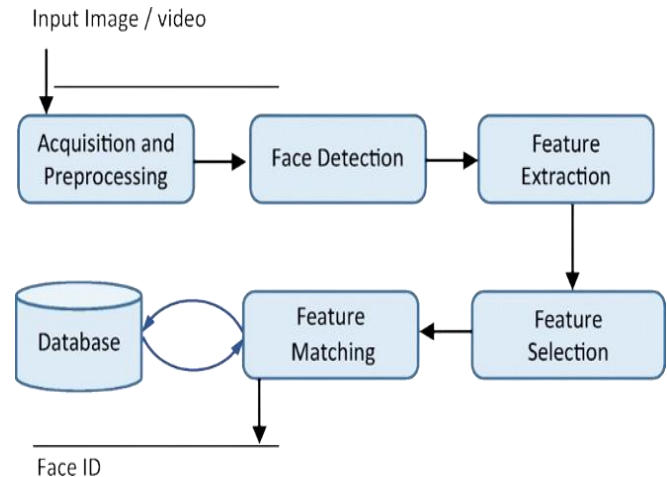 Input Image / video
Acquisition and
Preprocessing
Face Detection
Feature
Extraction
Database
Feature
Matching
Feature
Selection
Face ID